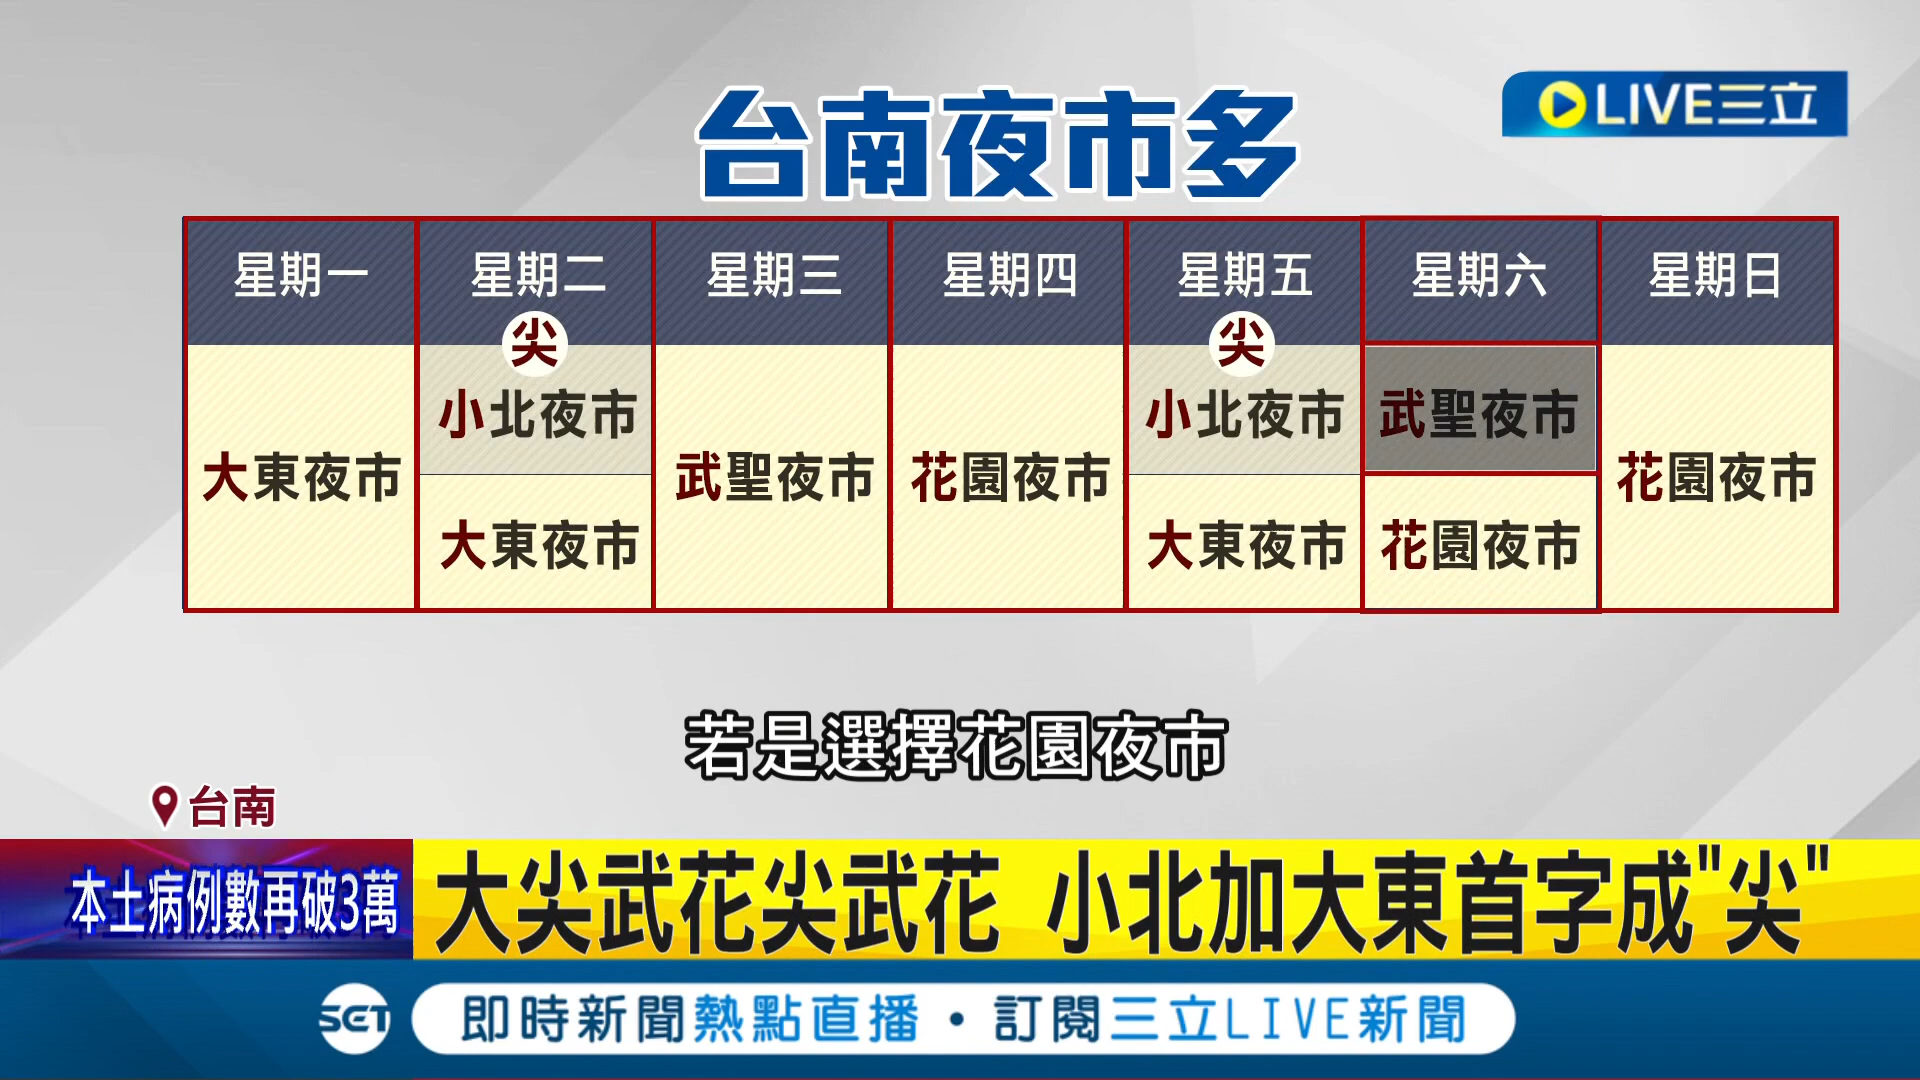 LIVE三立
台南夜市多
星期一 星期二 星期三 星期四 星期五 星期六 星期日
尖 尖
小北夜市 小北夜市 武聖夜市
大東夜市 武聖夜市 花園夜市 花園夜市
大東夜市 大東夜市 花園夜市
若是選擇花園夜市
台南
本土病例數再破3萬
大尖武花尖武花 小北加大東首字成"尖"
SET 即時新聞熱點直播・訂閱三立LIVE新聞